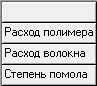 Расход полимера
Расход волокна
Степень помола